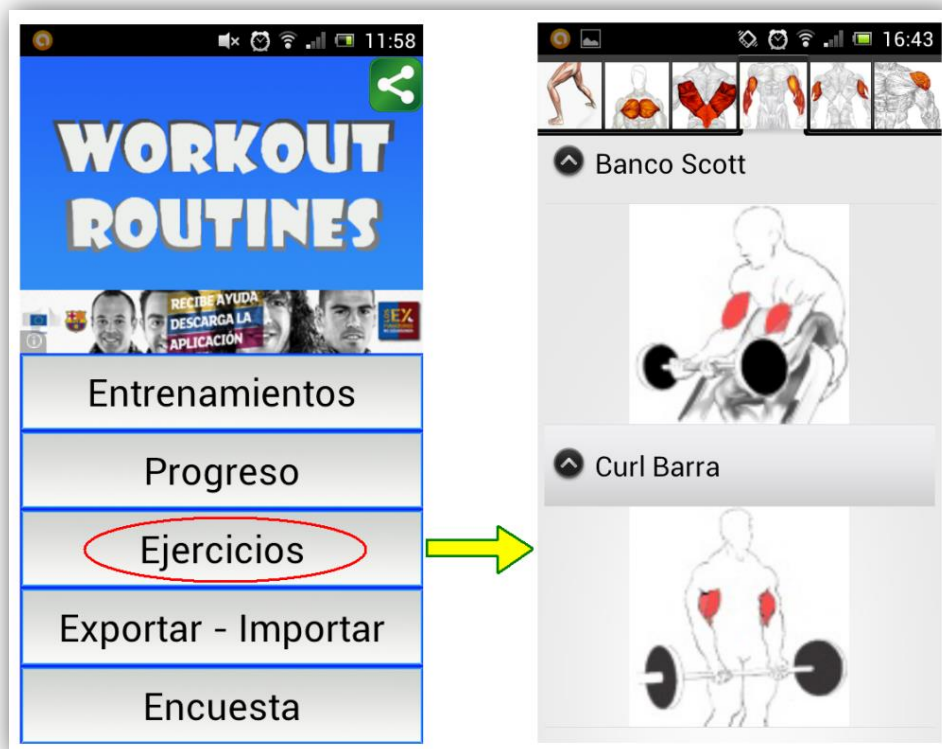 11:58
WORKOUT
ROUTINES
RECIBE AYUDA
DESCARGA LA
APLICACIÓN
Entrenamientos
Progreso
Ejercicios
Exportar - Importar
Encuesta
16:43
Banco Scott
Curl Barra